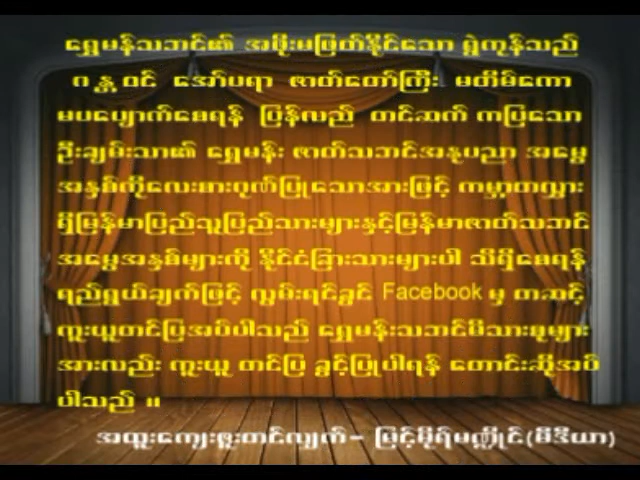 ရွှေမန်သဘင်၏ အဖိုးမဖြတ်နိုင်သော ရွှဲကုန်သည်
ဂန္တဝင် အော်ပရာ ဇာတ်တော်ကြီး မတိမ်ကော
မပပျောက်စေရန် ပြန်လည် တင်ဆက် ကပြသော
ဦးချမ်းသာ၏ ရွှေမန်း ဇာတ်သဘင်အနုပညာ အမွေ
အနှစ်ကိုလေးစားဂုဏ်ပြုသောအားဖြင့် ကမ္ဘာတလွှား
ရှိမြန်မာပြည်သူပြည်သားများနှင့်မြန်မာဇာတ်သဘင်
အမွေအနှစ်များကို နိုင်ငံခြားသားများပါ သိရှိစေရန်
ရည်ရွယ်ချက်ဖြင့် လွမ်းရင်ခွင် Facebook မှ တဆင့်
ကူးယူတင်ပြအပ်ပါသည် ရွှေမန်းသဘင်မိသားစုများ
အားလည်း ကူးယူ တင်ပြ ခွင့်ပြုပါရန် တောင်းဆိုအပ်
ပါသည် ။
အထူးကျေးဇူးတင်လျှက်- မြင့်မိုရ်မဏ္ဍိုင်(မီဒီယာ)